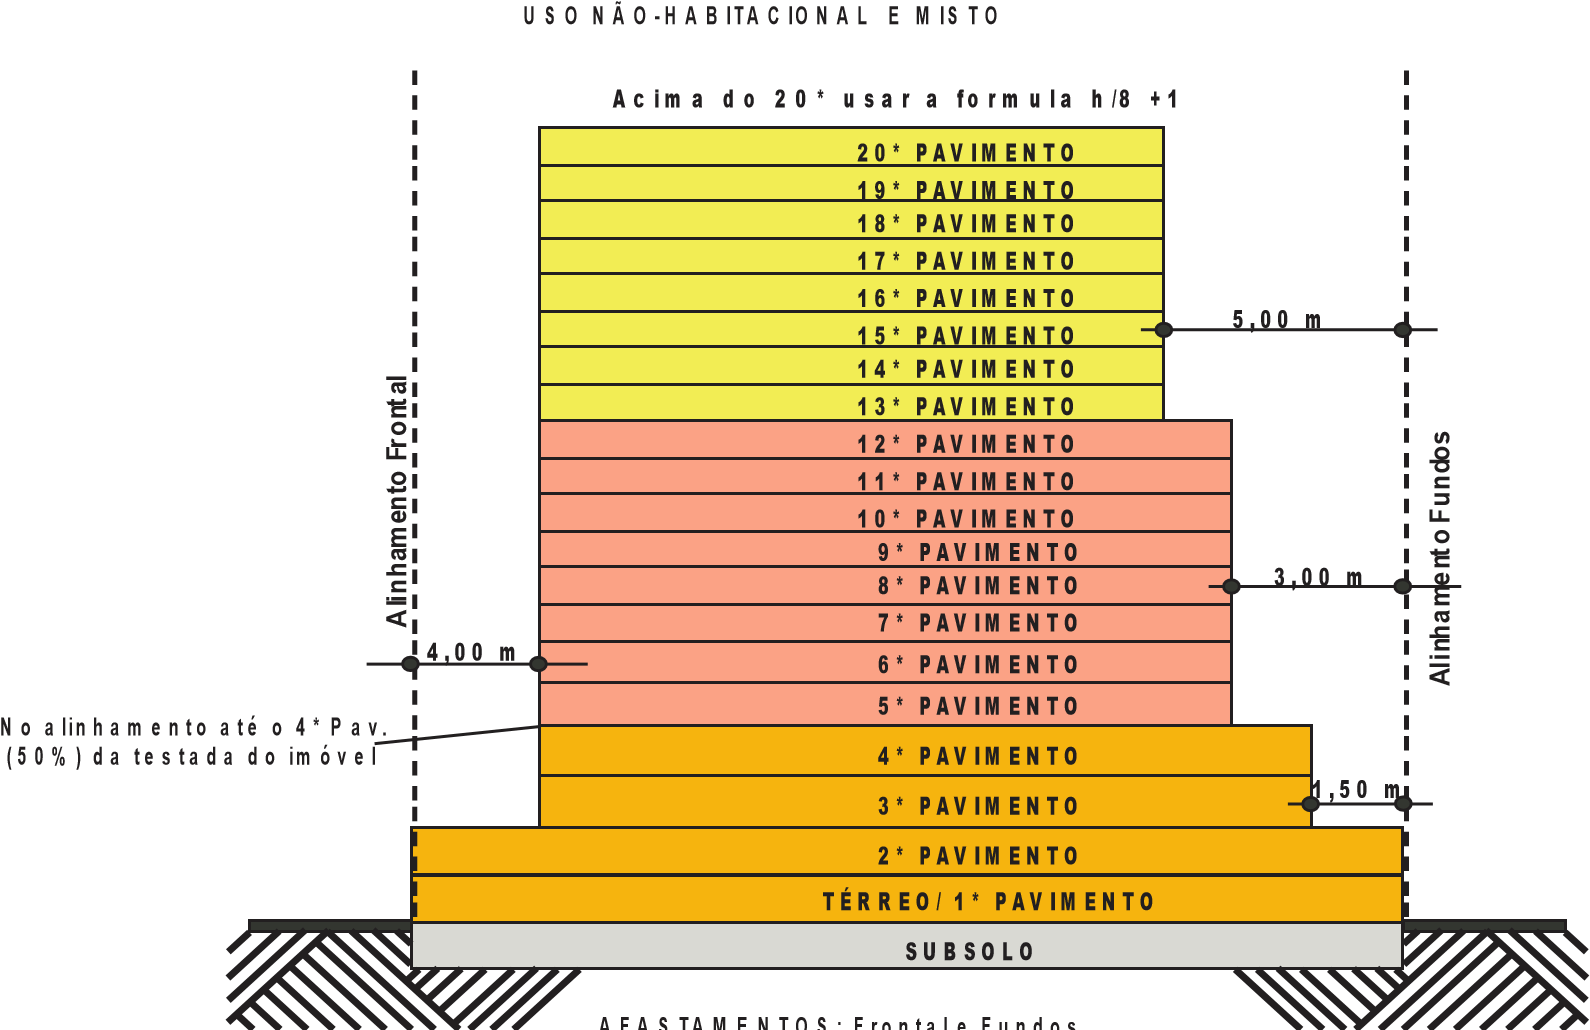 USO NÃO-HABITACIONAL E MISTO
Acima do 20* usar a formula h/8 +1
20* PAVIMENTO
19* PAVIMENTO
18* PAVIMENTO
17* PAVIMENTO
16* PAVIMENTO
5,00 m
15* PAVIMENTO
14* PAVIMENTO
13* PAVIMENTO
Alinhamento Frontal
Alinhamento Fundos
12* PAVIMENTO
11* PAVIMENTO
10* PAVIMENTO
9* PAVIMENTO
3,00 m
8* PAVIMENTO
7* PAVIMENTO
4,00 m
6* PAVIMENTO
5* PAVIMENTO
No alinhamento até o 4* Pav.
(50%) da testada do imóvel
4* PAVIMENTO
1,50 m
3* PAVIMENTO
2* PAVIMENTO
TÉRREO/ 1* PAVIMENTO
SUBSOLO
AFASTAMENTOS: Frontal e Fundos